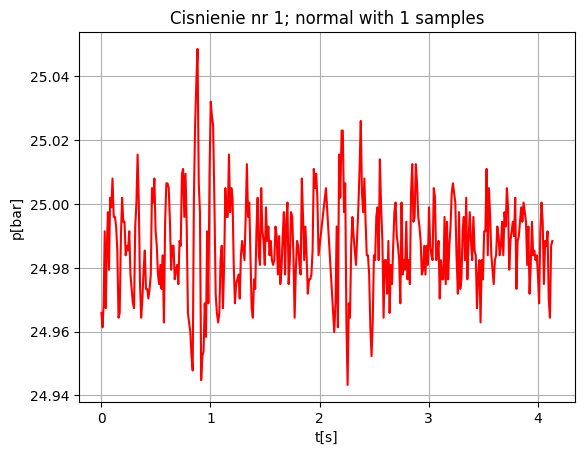 Cisnienie nr 1; normal with 1 samples
p[bar]
25.04
25.02
25.00
24.98
24.96
24.94
0 1 2 3 4
t[s]